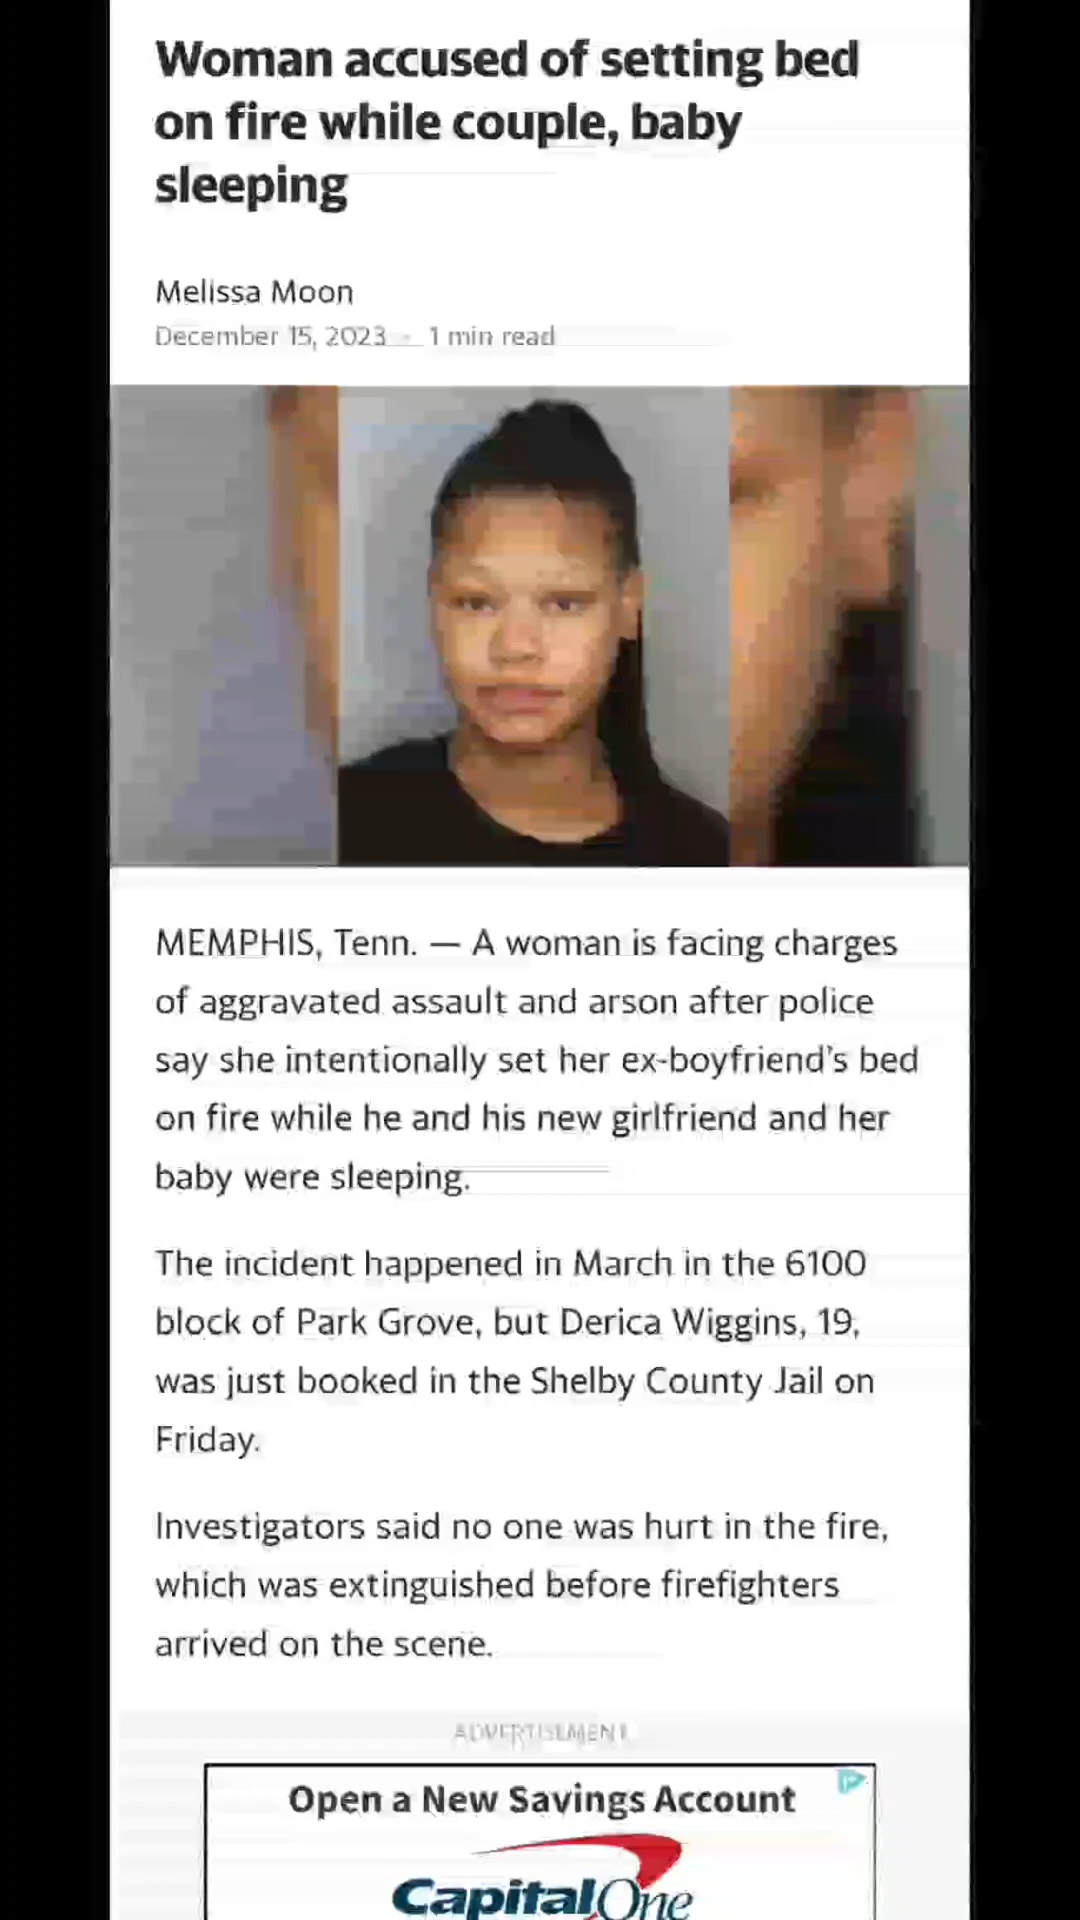 Woman accused of setting bed
on fire while couple, baby
sleeping
Melissa Moon
December 15, 2023 · 1 min read
MEMPHIS, Tenn. — A woman is facing charges
of aggravated assault and arson after police
say she intentionally set her ex-boyfriend's bed
on fire while he and his new girlfriend and her
baby were sleeping.
The incident happened in March in the 6100
block of Park Grove, but Derica Wiggins, 19,
was just booked in the Shelby County Jail on
Friday.
Investigators said no one was hurt in the fire,
which was extinguished before firefighters
arrived on the scene.
ADVERTISEMENT
Open a New Savings Account
CapitalOne